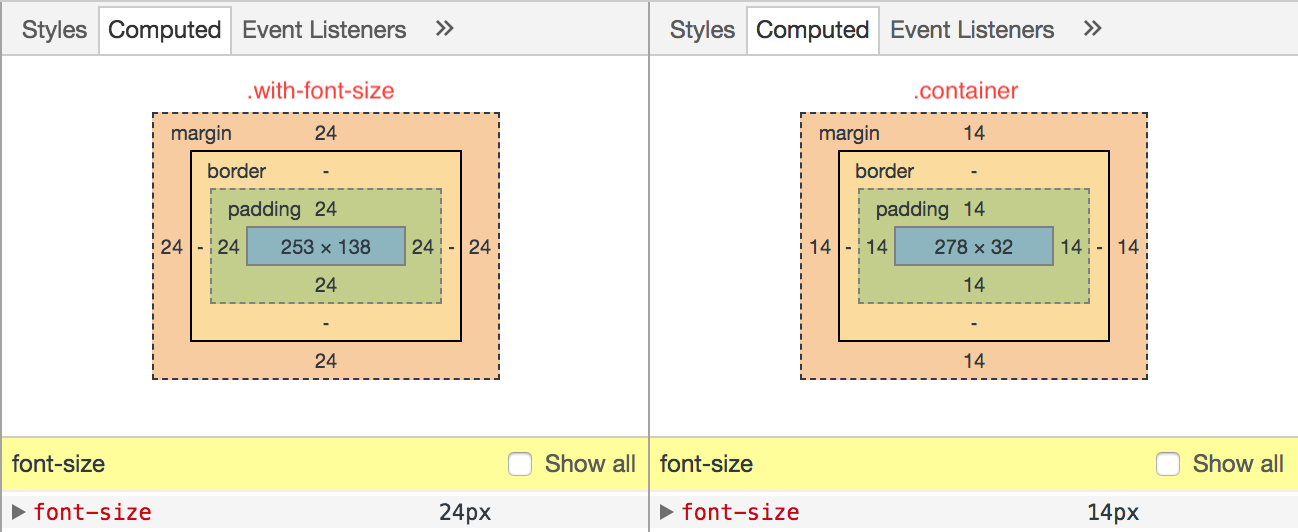 Styles Computed Event Listeners »
.with-font-size
margin 24
border -
padding 24
24 - 24 253 × 138 24 - 24
24
-
24
font-size Show all
font-size 24px
Styles Computed Event Listeners »
.container
margin 14
border -
padding 14
14 - 14 278 × 32 14 - 14
14
-
14
font-size Show all
font-size 14px